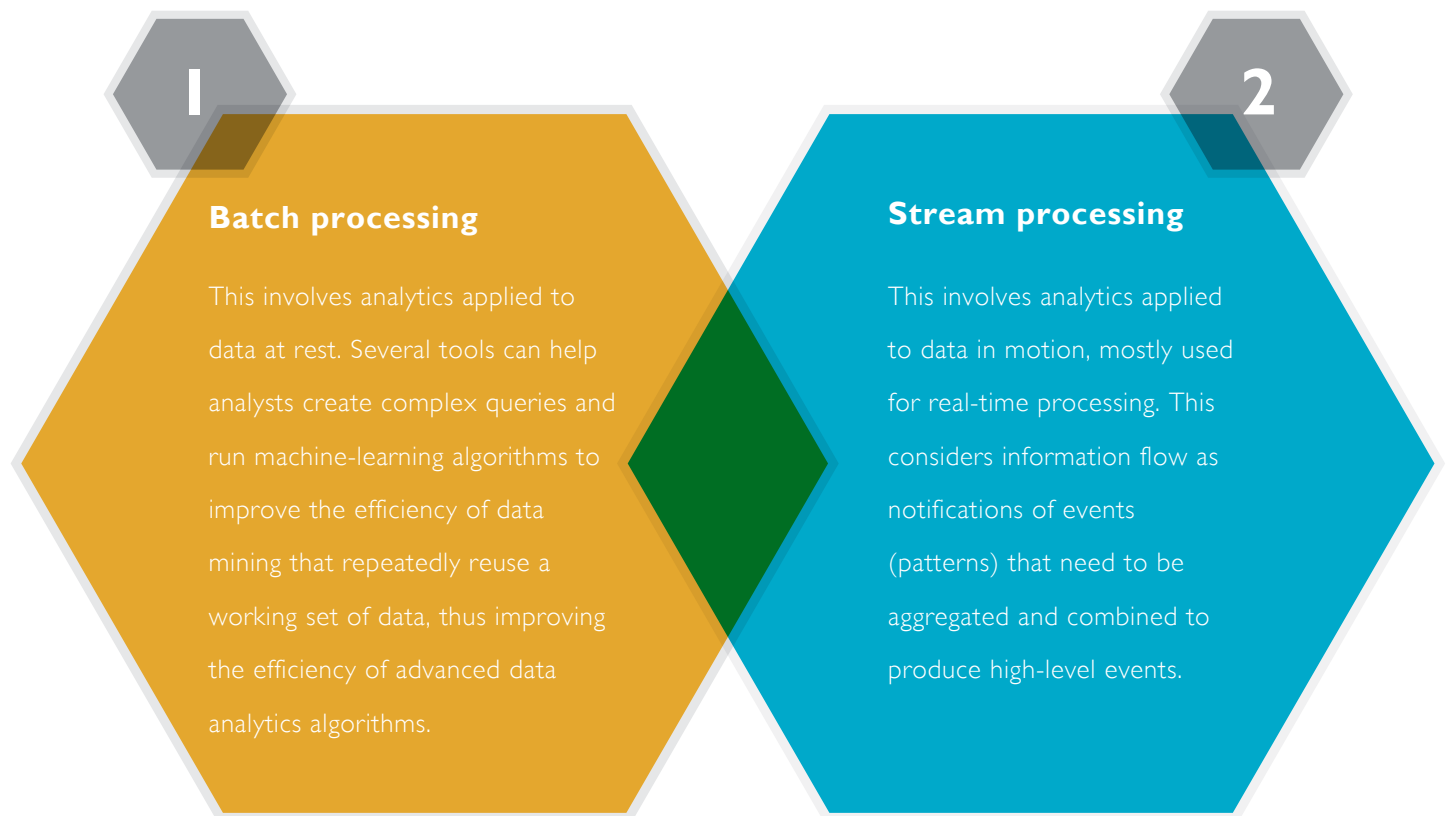 1
Batch processing
This involves analytics applied to
data at rest. Several tools can help
analysts create complex queries and
run machine-learning algorithms to
improve the efficiency of data
mining that repeatedly reuse a
working set of data, thus improving
the efficiency of advanced data
analytics algorithms.
2
Stream processing
This involves analytics applied
to data in motion, mostly used
for real-time processing. This
considers information flow as
notifications of events
(patterns) that need to be
aggregated and combined to
produce high-level events.